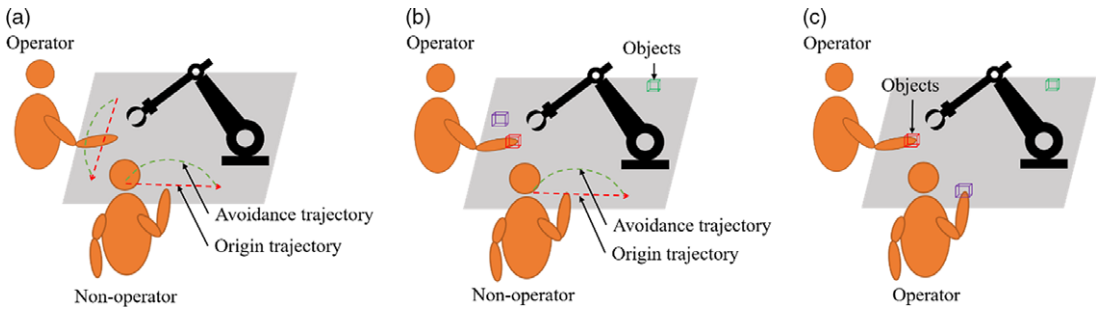 (a)
Operator
Avoidance trajectory
Origin trajectory
Non-operator
(b)
Operator
Objects
Avoidance trajectory
Origin trajectory
Non-operator
(c)
Operator
Objects
Operator